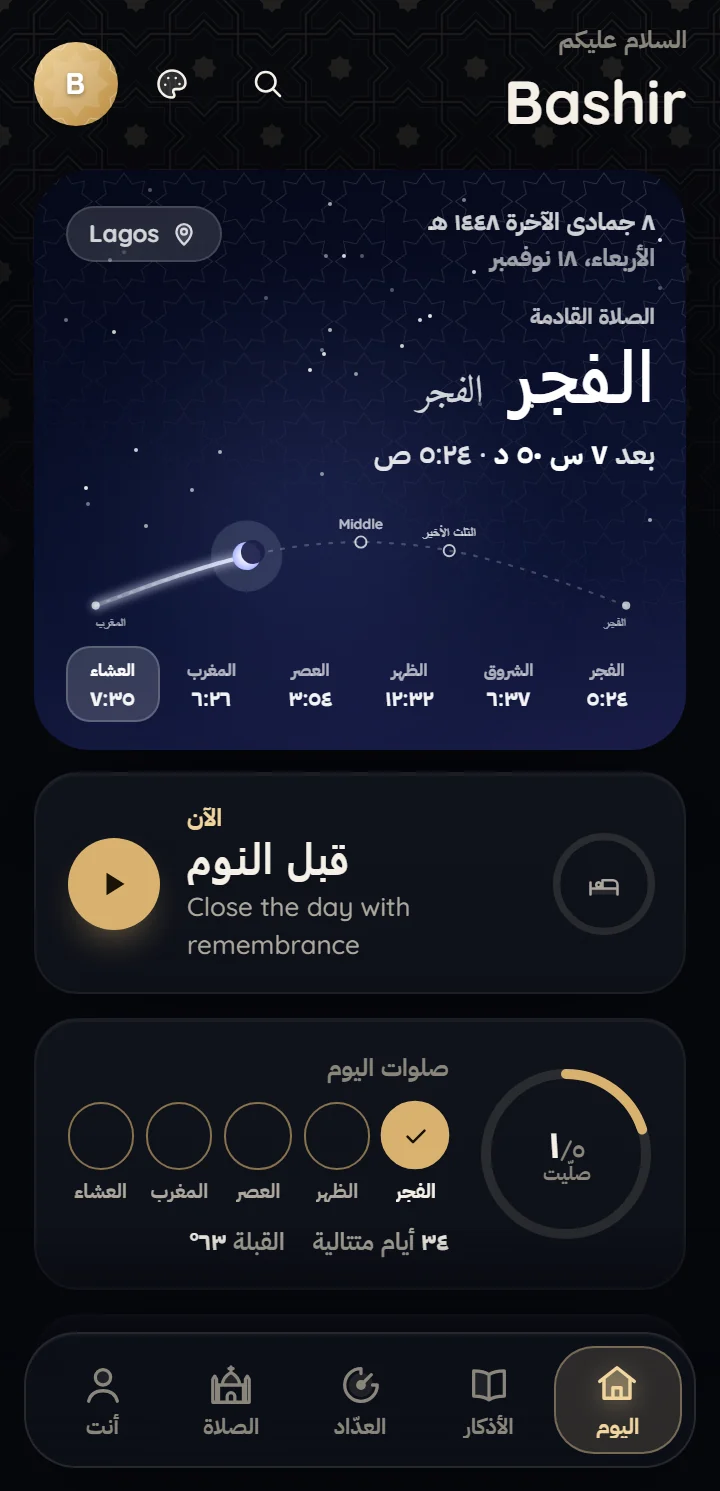 السلام عليكم
Bashir
B
٨ جمادى الآخرة ١٤٤٨ هـ
الأربعاء، ١٨ نوفمبر
Lagos
الصلاة القادمة
الفجر الفجر
بعد ٧ س ٥٠ د · ٥:٢٤ ص
Middle
الثلث الأخير
المغرب
الفجر
الفجر الشروق الظهر العصر المغرب العشاء
٥:٢٤ ٦:٣٧ ١٢:٣٢ ٣:٥٤ ٦:٢٦ ٧:٣٥
الآن
قبل النوم
Close the day with
remembrance
صلوات اليوم
١/٥
صلّيت
الفجر الظهر العصر المغرب العشاء
٣٤ أيام متتالية القبلة ٦٣°
اليوم الأذكار العدّاد الصلاة أنت